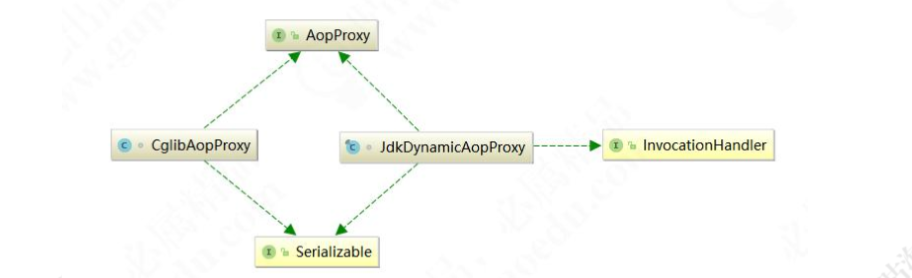 AopProxy
CglibAopProxy
JdkDynamicAopProxy
InvocationHandler
Serializable